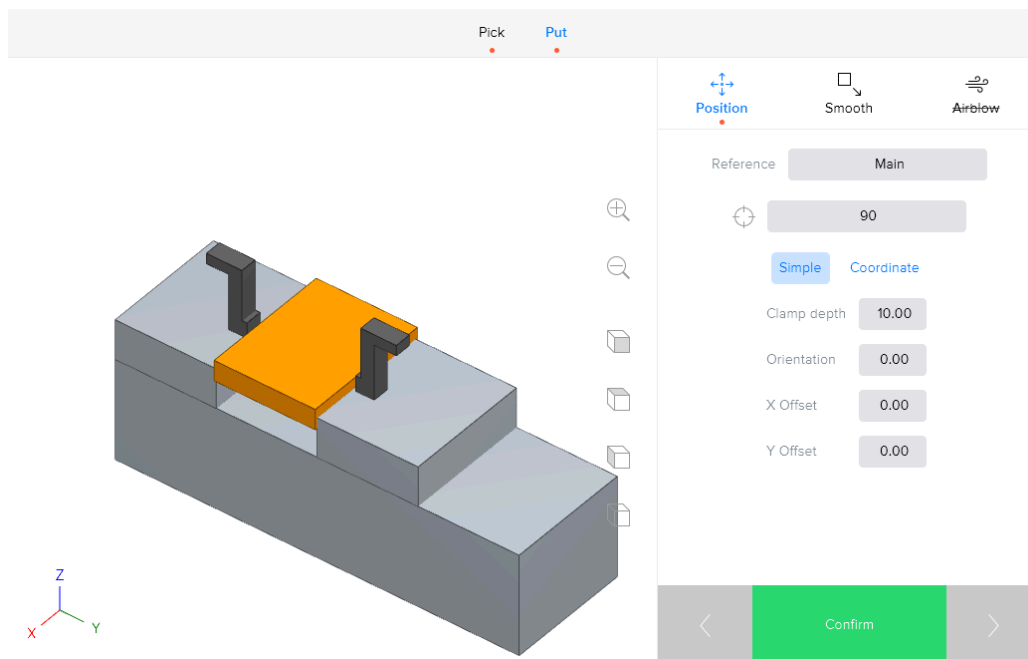 Pick Put
Position Smooth Airblow
Reference Main
90
Simple Coordinate
Clamp depth 10.00
Orientation 0.00
X Offset 0.00
Y Offset 0.00
Z
X Y
Confirm